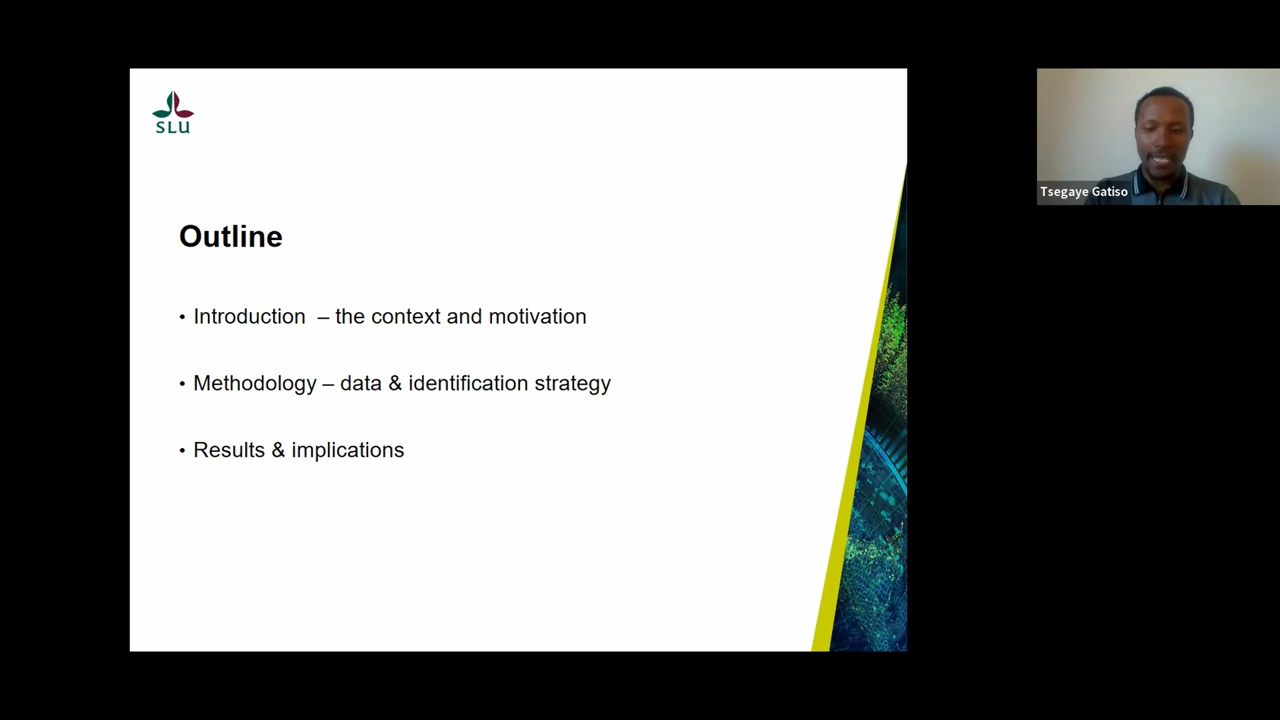 SLU
Outline
• Introduction – the context and motivation
• Methodology – data & identification strategy
• Results & implications
Tsegaye Gatiso